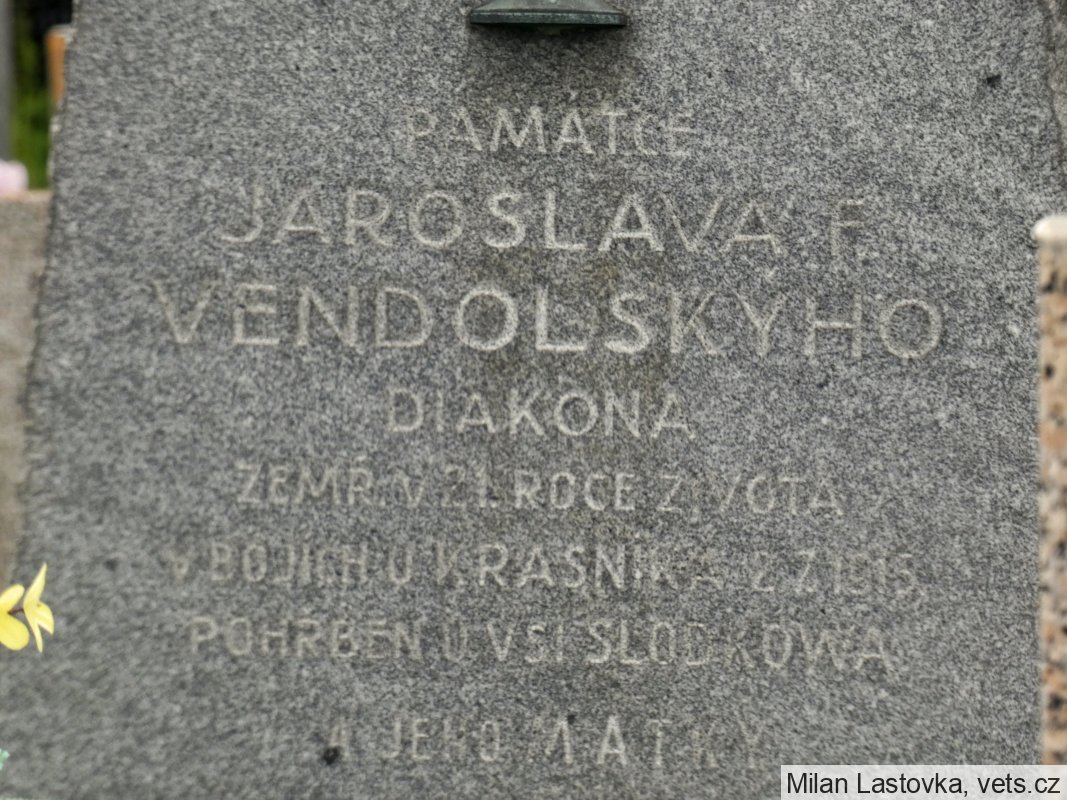 PAMÁTCE
JAROSLAVA F.
VENDOLSKÝHO
DIAKONA
ZEMŘ. V 21. ROCE ŽIVOTA
V BOJÍCH U KRASNÍKA 2.7.1915,
POHŘBEN U VSI SLODKOWA
A JEHO MATKY
Milan Lastovka, vets.cz